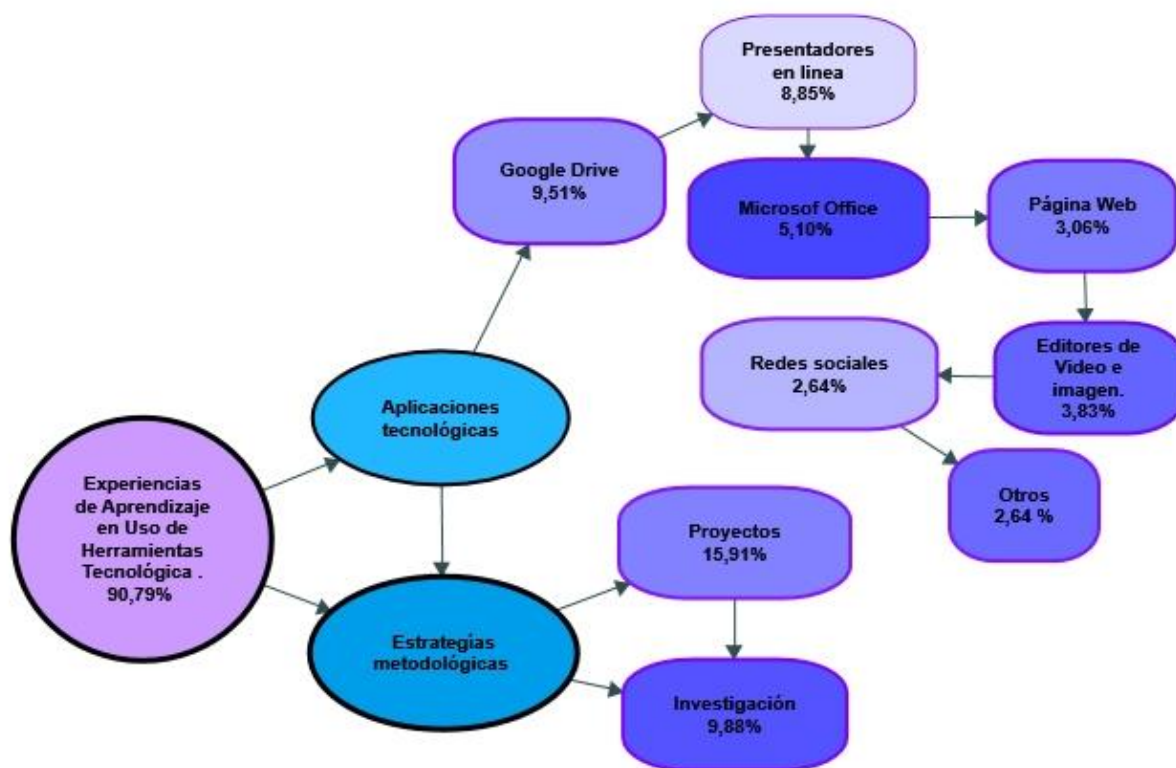 Presentadores
en linea
8,85%
Google Drive
9,51%
Microsof Office
5,10%
Página Web
3,06%
Editores de
Video e
imagen.
3,83%
Redes sociales
2,64%
Otros
2,64 %
Aplicaciones
tecnológicas
Experiencias
de Aprendizaje
en Uso de
Herramientas
Tecnológica .
90,79%
Estrategias
metodológicas
Proyectos
15,91%
Investigación
9,88%